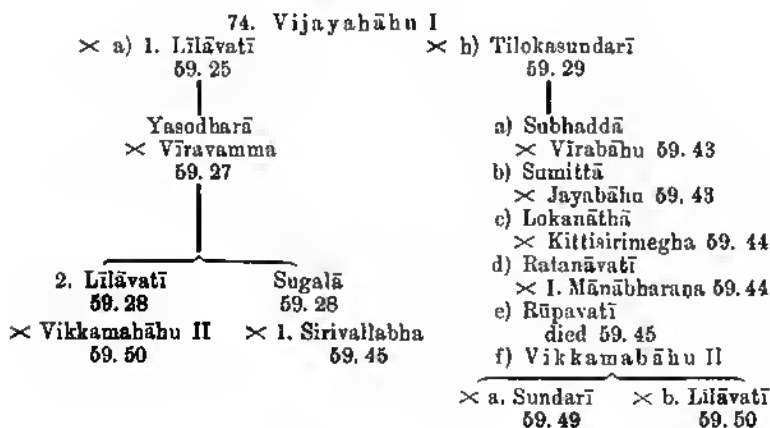 74. Vijayahāhu I
× a) 1. Līlāvatī
59. 25
× h) Tilokasundarī
59. 29
Yasodharā
× Vīravamma
59. 27
a) Subhaddā
× Vīrabāhu 59. 43
b) Sumittā
× Jayabāhu 59. 43
c) Lokanāthā
× Kittisirimegha 59. 44
d) Ratanāvatī
× I. Mānābharaṇa 59. 44
e) Rūpavatī
died 59. 45
f) Vikkamabāhu II
2. Līlāvatī
59. 28
× Vikkamahāhu II
59. 50
Sugalā
59. 28
× 1. Sirivallabha
59. 45
× a. Sundarī
59. 49
× b. Līlāvatī
59. 50